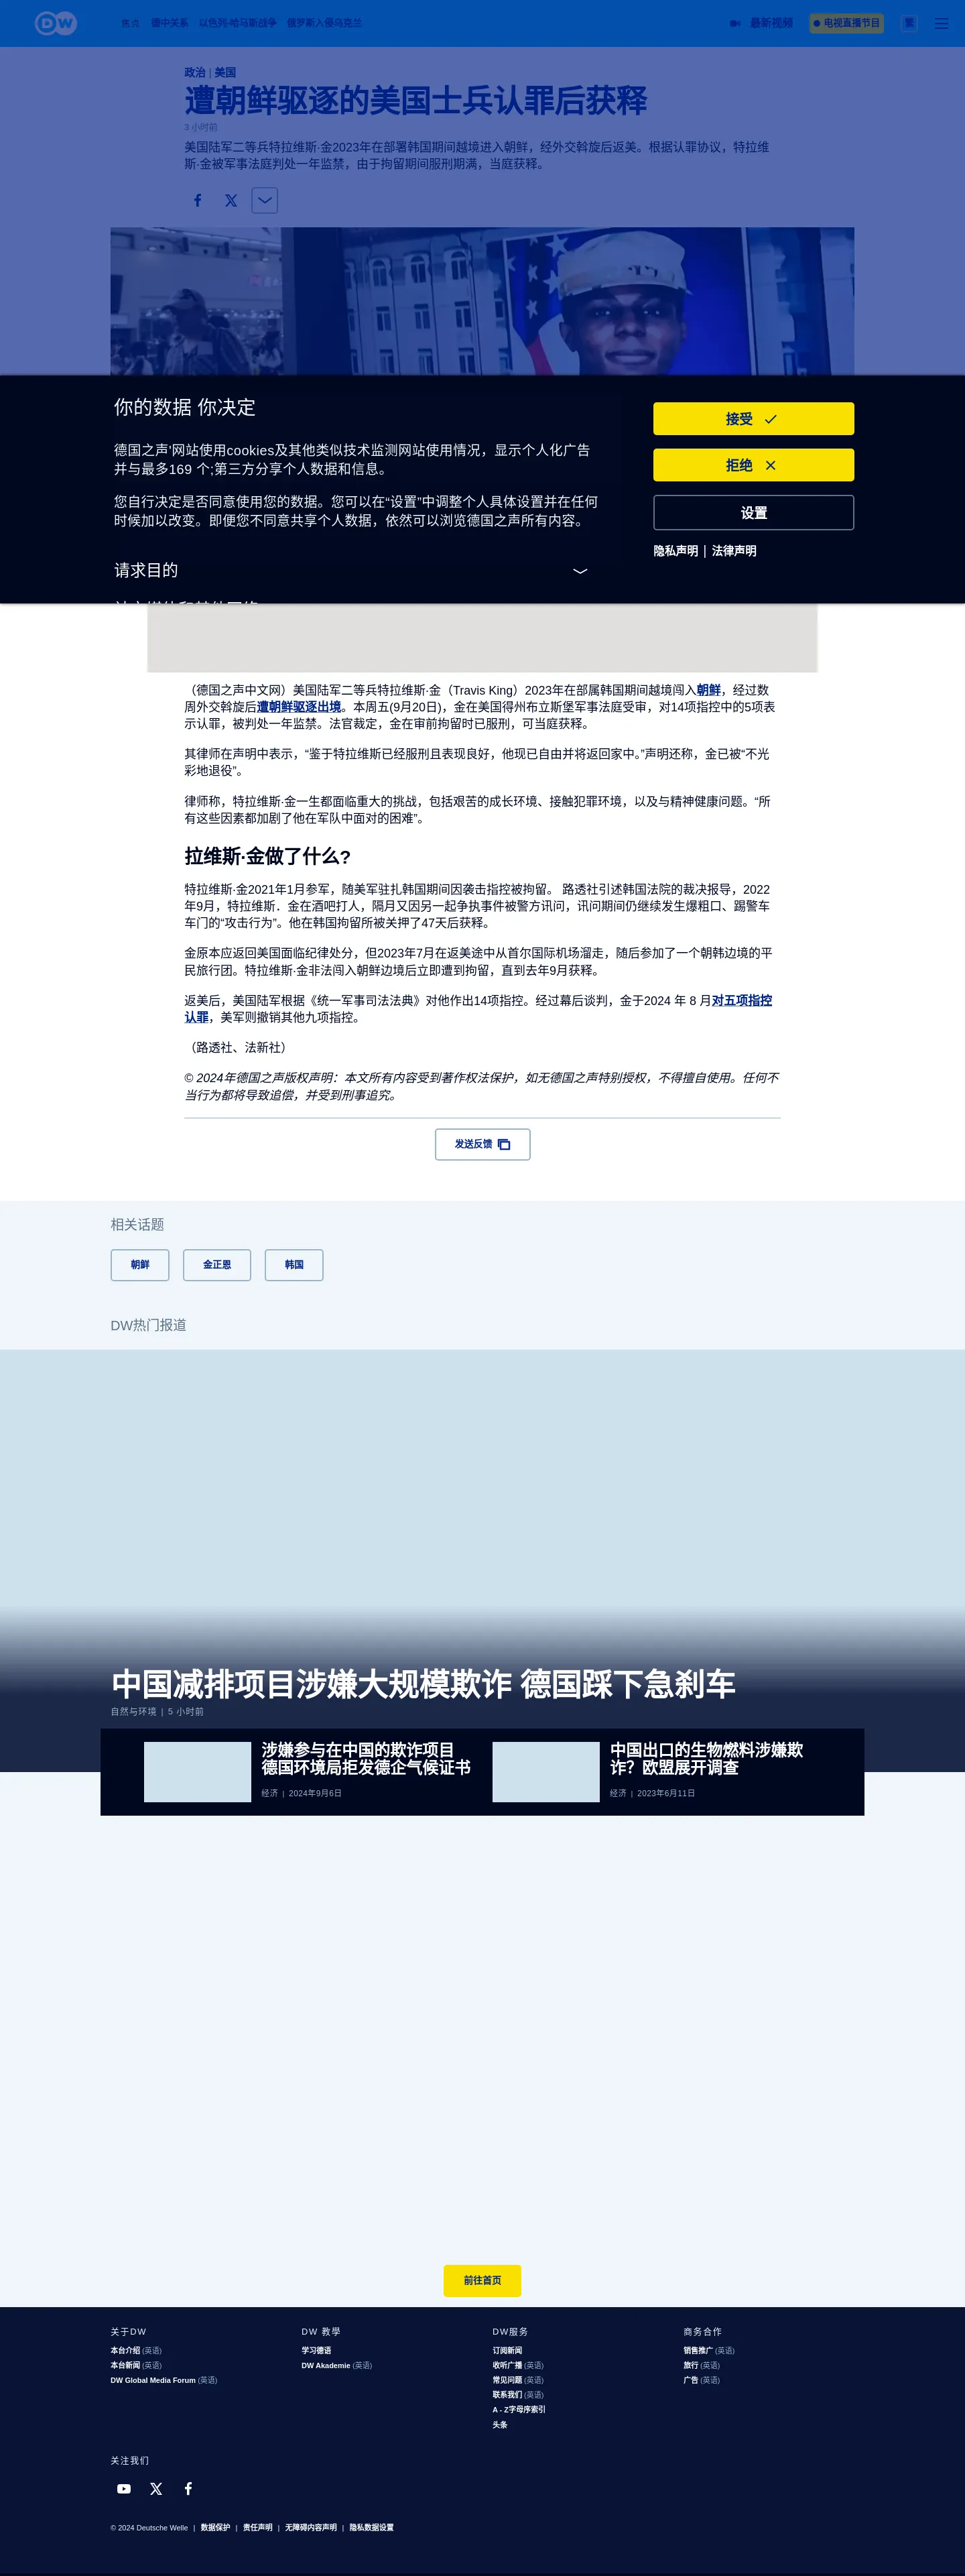 DW
焦点 德中关系 以色列-哈马斯战争 俄罗斯入侵乌克兰 最新视频 电视直播节目 繁
政治 | 美国
遭朝鲜驱逐的美国士兵认罪后获释
3 小时前
美国陆军二等兵特拉维斯·金2023年在部署韩国期间越境进入朝鲜，经外交斡旋后返美。根据认罪协议，特拉维
斯·金被军事法庭判处一年监禁，由于拘留期间服刑期满，当庭获释。
你的数据 你决定
德国之声'网站使用cookies及其他类似技术监测网站使用情况，显示个人化广告
并与最多169 个;第三方分享个人数据和信息。
您自行决定是否同意使用您的数据。您可以在“设置”中调整个人具体设置并在任何
时候加以改变。即便您不同意共享个人数据，依然可以浏览德国之声所有内容。
请求目的
接受
拒绝
设置
隐私声明 | 法律声明
（德国之声中文网）美国陆军二等兵特拉维斯·金（Travis King）2023年在部属韩国期间越境闯入朝鲜，经过数
周外交斡旋后遭朝鲜驱逐出境。本周五(9月20日)，金在美国得州布立斯堡军事法庭受审，对14项指控中的5项表
示认罪，被判处一年监禁。法官裁定，金在审前拘留时已服刑，可当庭获释。
其律师在声明中表示，“鉴于特拉维斯已经服刑且表现良好，他现已自由并将返回家中。”声明还称，金已被“不光
彩地退役”。
律师称，特拉维斯·金一生都面临重大的挑战，包括艰苦的成长环境、接触犯罪环境，以及与精神健康问题。“所
有这些因素都加剧了他在军队中面对的困难”。
拉维斯·金做了什么?
特拉维斯·金2021年1月参军，随美军驻扎韩国期间因袭击指控被拘留。 路透社引述韩国法院的裁决报导，2022
年9月，特拉维斯．金在酒吧打人，隔月又因另一起争执事件被警方讯问，讯问期间仍继续发生爆粗口、踢警车
车门的“攻击行为”。他在韩国拘留所被关押了47天后获释。
金原本应返回美国面临纪律处分，但2023年7月在返美途中从首尔国际机场溜走，随后参加了一个朝韩边境的平
民旅行团。特拉维斯·金非法闯入朝鲜边境后立即遭到拘留，直到去年9月获释。
返美后，美国陆军根据《统一军事司法法典》对他作出14项指控。经过幕后谈判，金于2024 年 8 月对五项指控
认罪，美军则撤销其他九项指控。
（路透社、法新社）
© 2024年德国之声版权声明：本文所有内容受到著作权法保护，如无德国之声特别授权，不得擅自使用。任何不
当行为都将导致追偿，并受到刑事追究。
发送反馈
相关话题
朝鲜 金正恩 韩国
DW热门报道
中国减排项目涉嫌大规模欺诈 德国踩下急刹车
自然与环境 | 5 小时前
涉嫌参与在中国的欺诈项目
德国环境局拒发德企气候证书
经济 | 2024年9月6日
中国出口的生物燃料涉嫌欺
诈？欧盟展开调查
经济 | 2023年6月11日
前往首页
关于DW
本台介绍 (英语)
本台新闻 (英语)
DW Global Media Forum (英语)
DW 教學
学习德语
DW Akademie (英语)
DW服务
订阅新闻
收听广播 (英语)
常见问题 (英语)
联系我们 (英语)
A - Z字母序索引
头条
商务合作
销售推广 (英语)
旅行 (英语)
广告 (英语)
关注我们
© 2024 Deutsche Welle | 数据保护 | 责任声明 | 无障碍内容声明 | 隐私数据设置